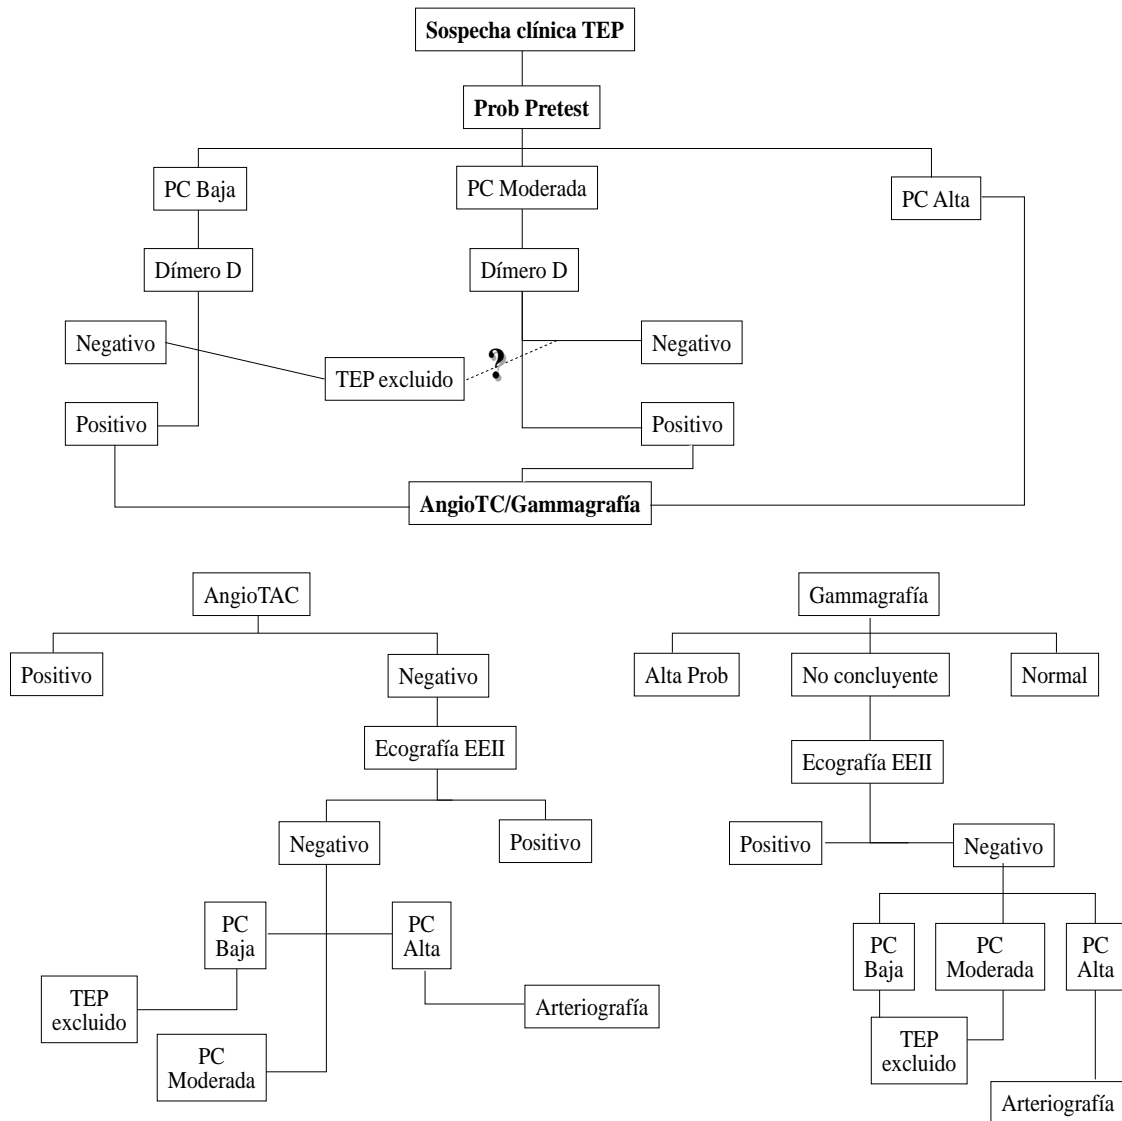 Sospecha clínica TEP
Prob Pretest
PC Baja
PC Moderada
PC Alta
Dímero D
Dímero D
Negativo
?
Negativo
TEP excluido
Positivo
Positivo
AngioTC/Gammagrafía
AngioTAC
Positivo
Negativo
Ecografía EEII
Negativo
Positivo
PC
Baja
PC
Alta
TEP
excluido
Arteriografía
PC
Moderada
Gammagrafía
Alta Prob
No concluyente
Normal
Ecografía EEII
Positivo
Negativo
PC
Baja
PC
Moderada
PC
Alta
TEP
excluido
Arteriografía